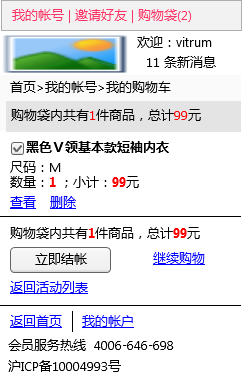 我的帐号 | 邀请好友 | 购物袋(2)
欢迎：vitrum
11 条新消息
首页>我的帐号>我的购物车
购物袋内共有1件商品，总计99元
黑色V领基本款短袖内衣
尺码：M
数量：1 ；小计：99元
查看 删除
购物袋内共有1件商品，总计99元
立即结帐 继续购物
返回活动列表
返回首页 | 我的帐户
会员服务热线 4006-646-698
沪ICP备10004993号